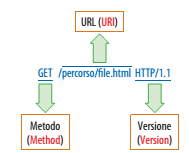 URL (URI)
GET /percorso/file.html HTTP/1.1
Metodo
(Method)
Versione
(Version)